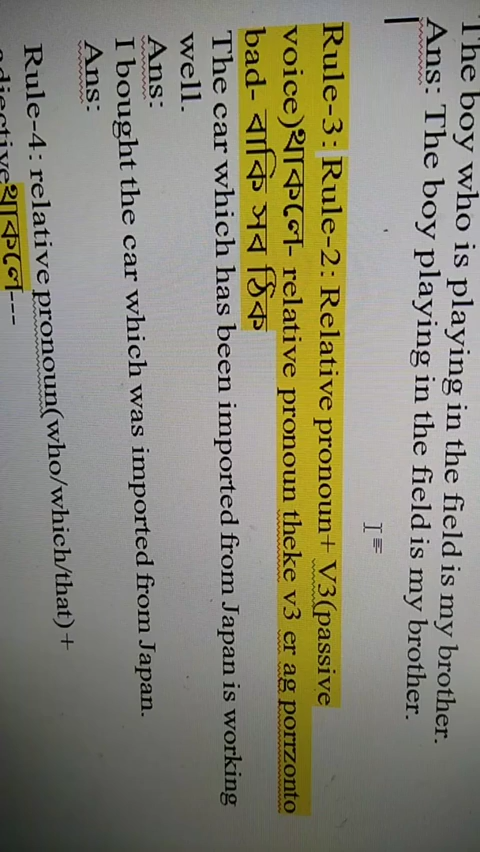 The boy who is playing in the field is my brother.
Ans: The boy playing in the field is my brother.
Rule-3: Rule-2: Relative pronoun+ V3(passive
voice)থাকলে- relative pronoun theke v3 er ag porrzonto
bad- বাকি সব ঠিক
The car which has been imported from Japan is working
well.
Ans:
I bought the car which was imported from Japan.
Ans:
Rule-4: relative pronoun(who/which/that)+
adjectiveথাকলে---